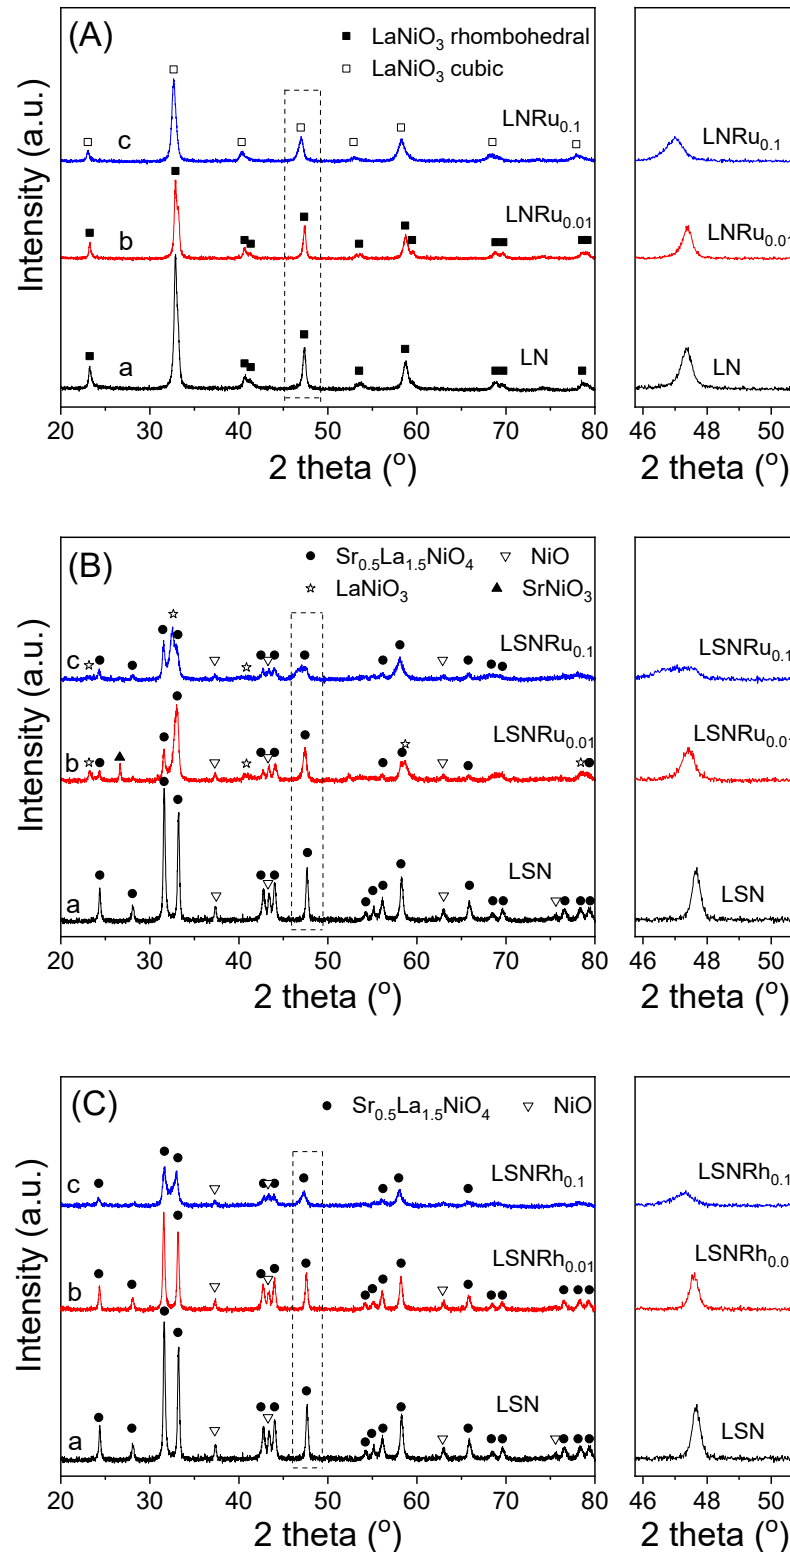 (A)
■ LaNiO₃ rhombohedral
□ LaNiO₃ cubic
c
LNRu₀.₁
b
LNRu₀.₀₁
a
LN
Intensity (a.u.)
20 30 40 50 60 70 80
2 theta (°)
LNRu₀.₁
LNRu₀.₀₁
LN
46 48 50
2 theta (°)
(B)
● Sr₀.₅La₁.₅NiO₄ ▽ NiO
☆ LaNiO₃ ▲ SrNiO₃
c
LSNRu₀.₁
b
LSNRu₀.₀₁
a
LSN
Intensity (a.u.)
20 30 40 50 60 70 80
2 theta (°)
LSNRu₀.₁
LSNRu₀.₀₁
LSN
46 48 50
2 theta (°)
(C)
● Sr₀.₅La₁.₅NiO₄ ▽ NiO
c
LSNRh₀.₁
b
LSNRh₀.₀₁
a
LSN
Intensity (a.u.)
20 30 40 50 60 70 80
2 theta (°)
LSNRh₀.₁
LSNRh₀.₀
LSN
46 48 50
2 theta (°)